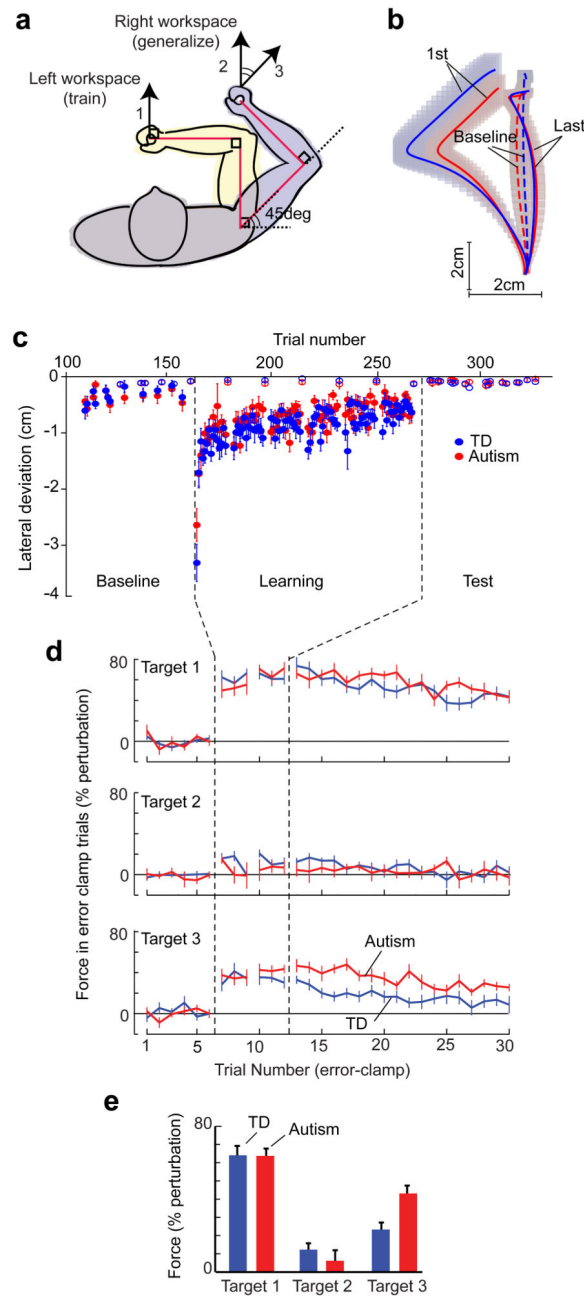 a
Right workspace
(generalize)
2
3
Left workspace
(train)
1
45deg
b
1st
Baseline
Last
2cm
2cm
c
Trial number
100
150
200
250
300
0
-1
-2
-3
-4
Lateral deviation (cm)
TD
Autism
Baseline
Learning
Test
d
Force in error clamp trials (% perturbation)
80
Target 1
0
80
Target 2
0
80
Target 3
0
Autism
TD
1
5
10
15
20
25
30
Trial Number (error-clamp)
e
80
TD
Autism
0
Force (% perturbation)
Target 1
Target 2
Target 3